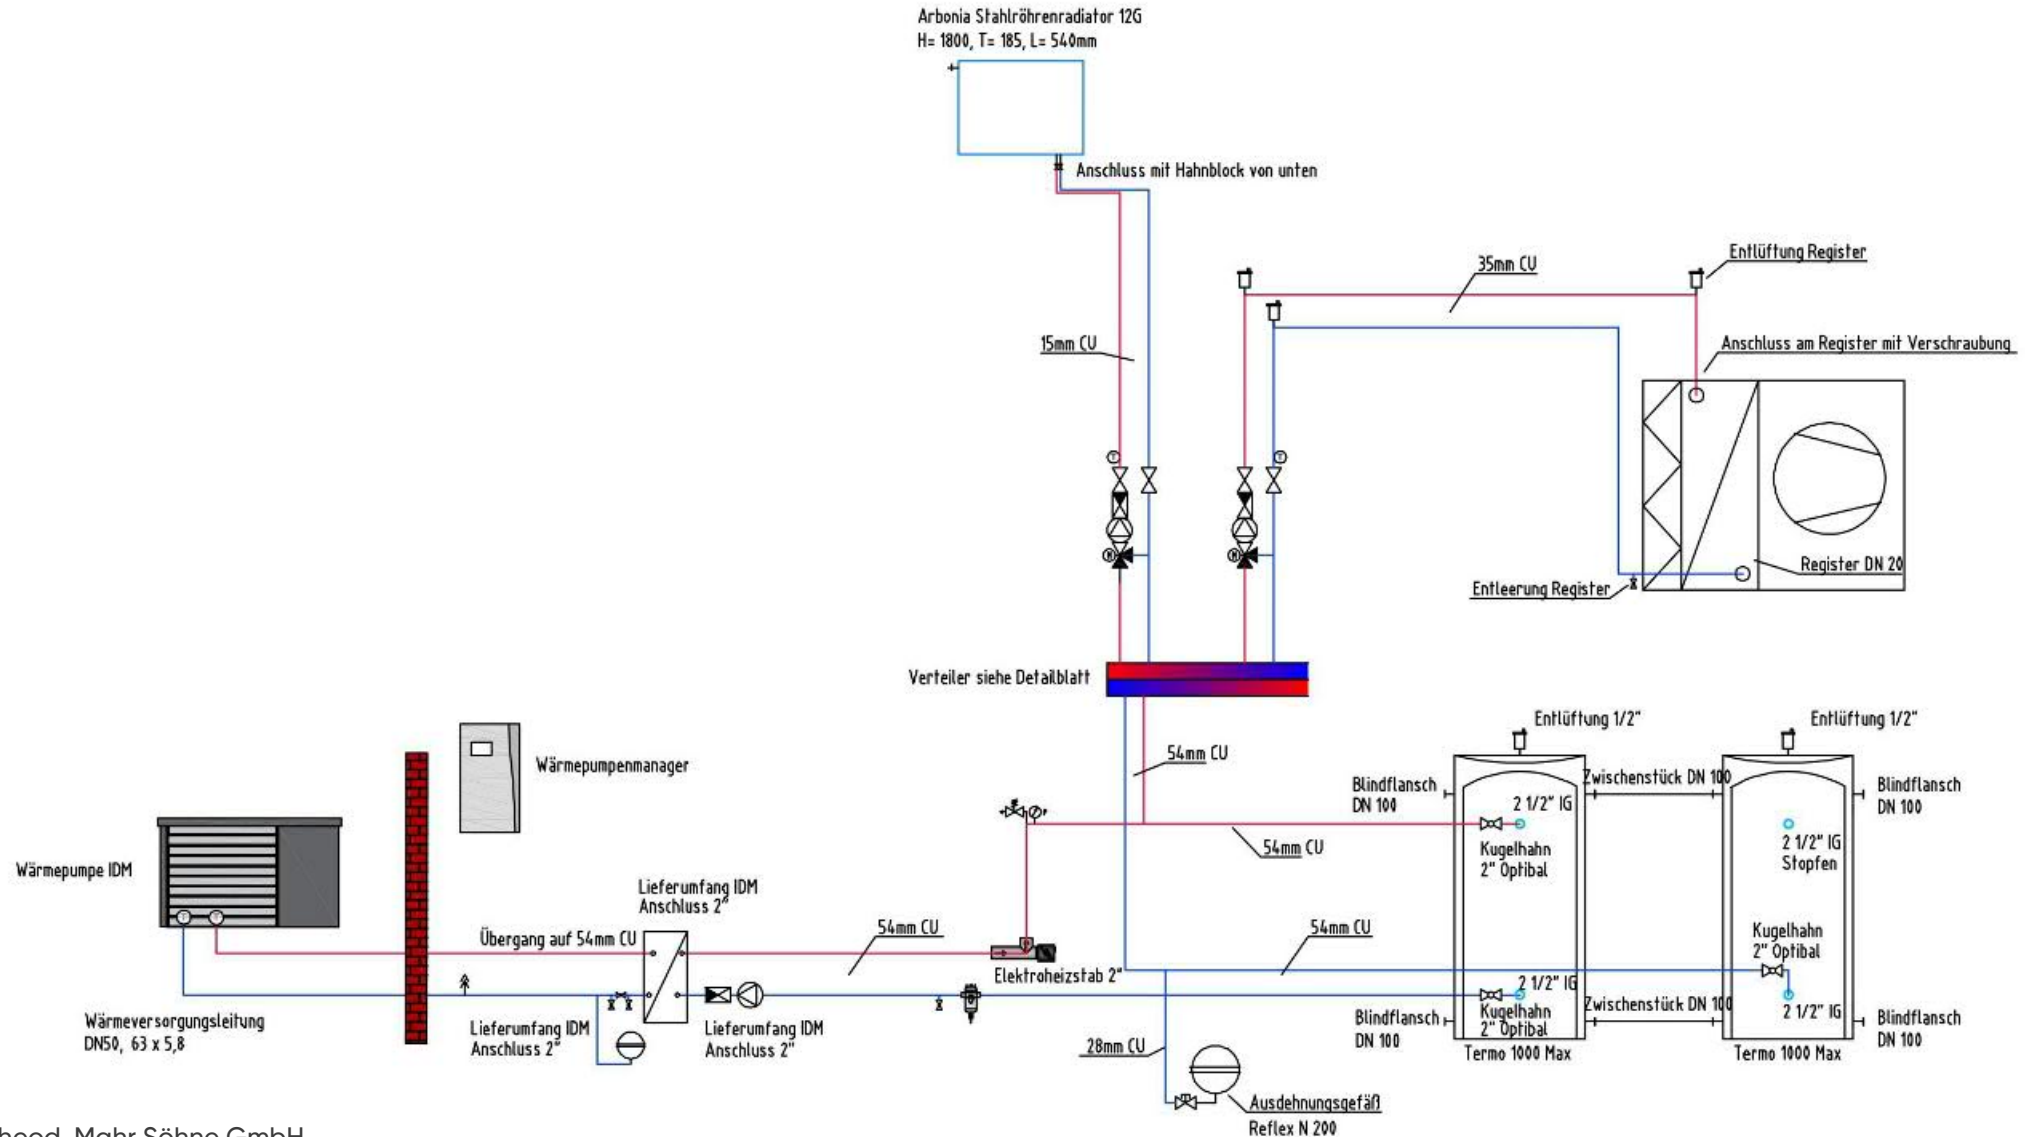 Arbonia Stahlröhrenradiator 12G
H= 1800, T= 185, L= 540mm
Anschluss mit Hahnblock von unten
Entlüftung Register
35mm CU
15mm CU
Anschluss am Register mit Verschraubung
Register DN 20
Entleerung Register
Verteiler siehe Detailblatt
Entlüftung 1/2"
Entlüftung 1/2"
54mm CU
Wärmepumpenmanager
Blindflansch
DN 100
Zwischenstück DN 100
Blindflansch
DN 100
2 1/2" IG
54mm CU
Kugelhahn
2" Optibal
2 1/2" IG
Stopfen
Wärmepumpe IDM
Lieferumfang IDM
Anschluss 2"
Übergang auf 54mm CU
54mm CU
54mm CU
Kugelhahn
2" Optibal
Elektroheizstab 2"
2 1/2" IG
Kugelhahn
2" Optibal
Zwischenstück DN 100
2 1/2" IG
Wärmeversorgungsleitung
DN50, 63 x 5,8
Lieferumfang IDM
Anschluss 2"
Lieferumfang IDM
Anschluss 2"
28mm CU
Blindflansch
DN 100
Blindflansch
DN 100
Termo 1000 Max
Termo 1000 Max
Ausdehnungsgefäß
Reflex N 200
Mahr Söhne GmbH